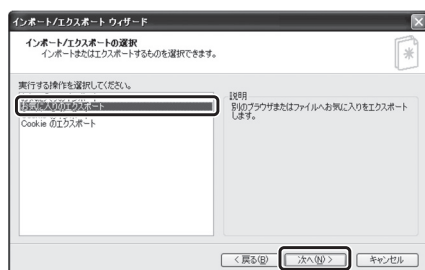 インポート/エクスポート ウィザード
インポート/エクスポートの選択
インポートまたはエクスポートするものを選択できます。
実行する操作を選択してください。
お気に入りのエクスポート
Cookie のエクスポート
説明
別のブラウザまたはファイルへお気に入りをエクスポート
します。
< 戻る(B)
次へ(N) >
キャンセル